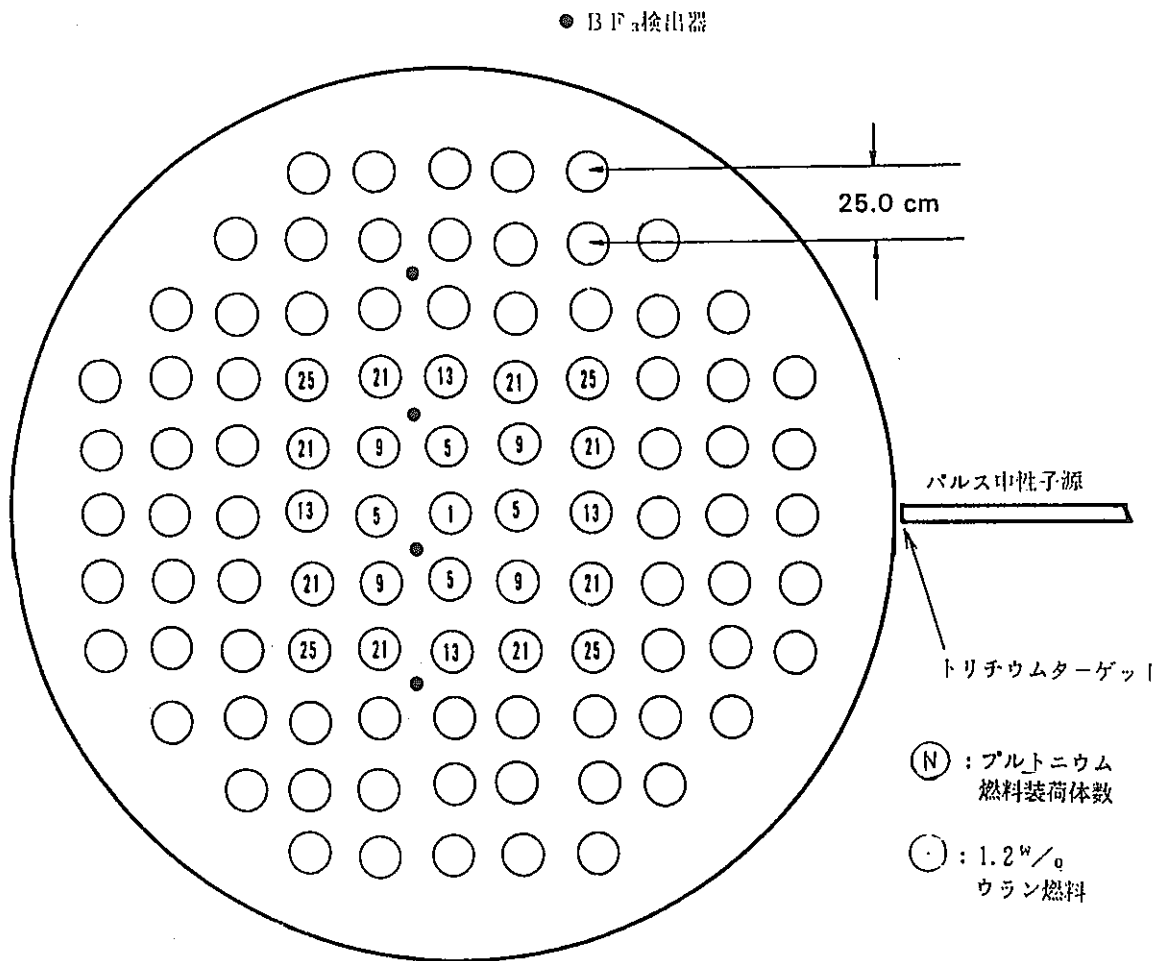 ● BF₃検出器
25.0 cm
25 21 13 21 25
21 9 5 9 21
13 5 1 5 13
21 9 5 9 21
25 21 13 21 25
パルス中性子源
トリチウムターゲット
N : プルトニウム
燃料装荷体数
: 1.2 w/o
ウラン燃料